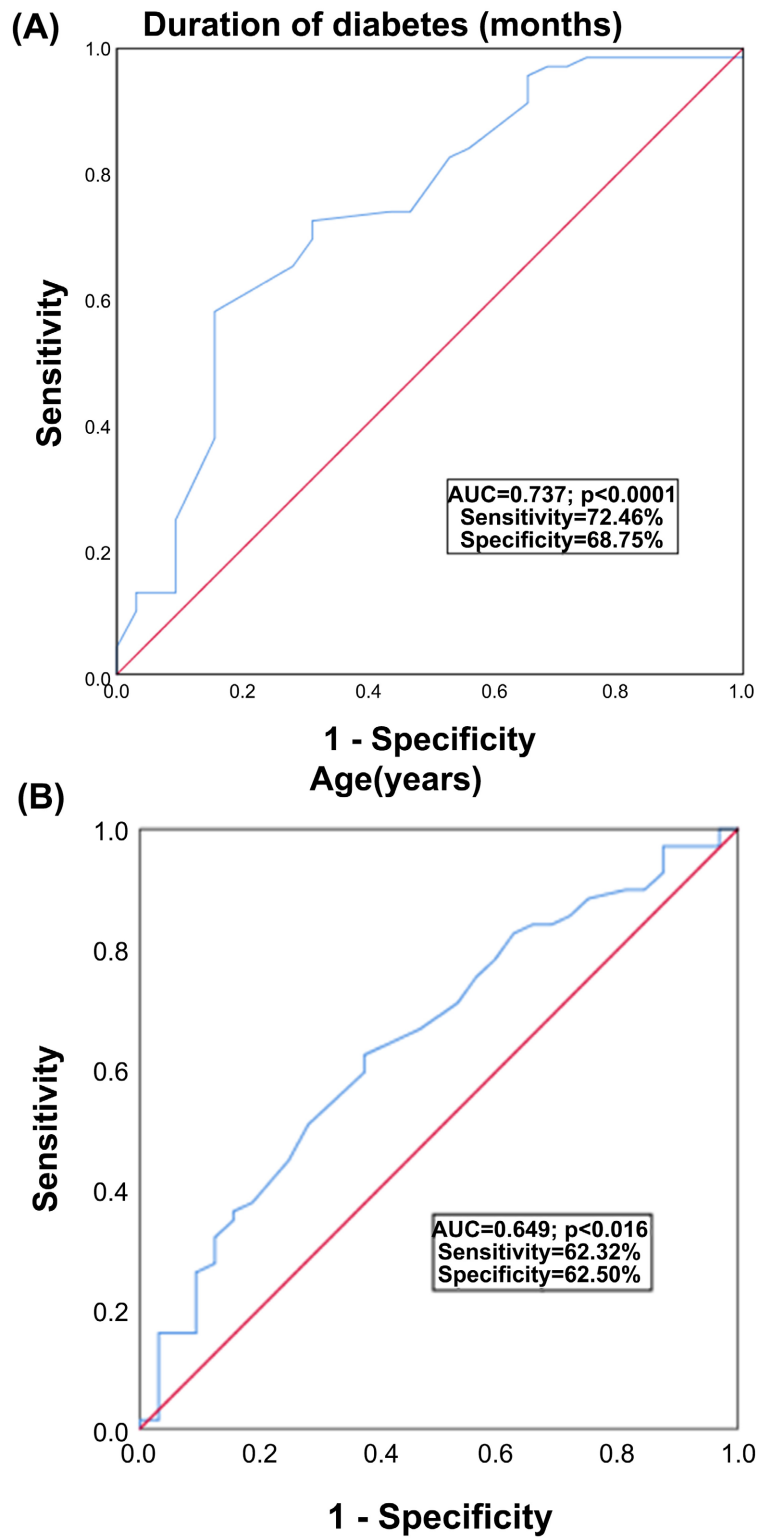 (A)
Duration of diabetes (months)
1.0
0.8
0.6
0.4
0.2
0.0
Sensitivity
AUC=0.737; p<0.0001
Sensitivity=72.46%
Specificity=68.75%
0.0 0.2 0.4 0.6 0.8 1.0
1 - Specificity
(B)
Age(years)
1.0
0.8
0.6
0.4
0.2
0.0
Sensitivity
AUC=0.649; p<0.016
Sensitivity=62.32%
Specificity=62.50%
0.0 0.2 0.4 0.6 0.8 1.0
1 - Specificity